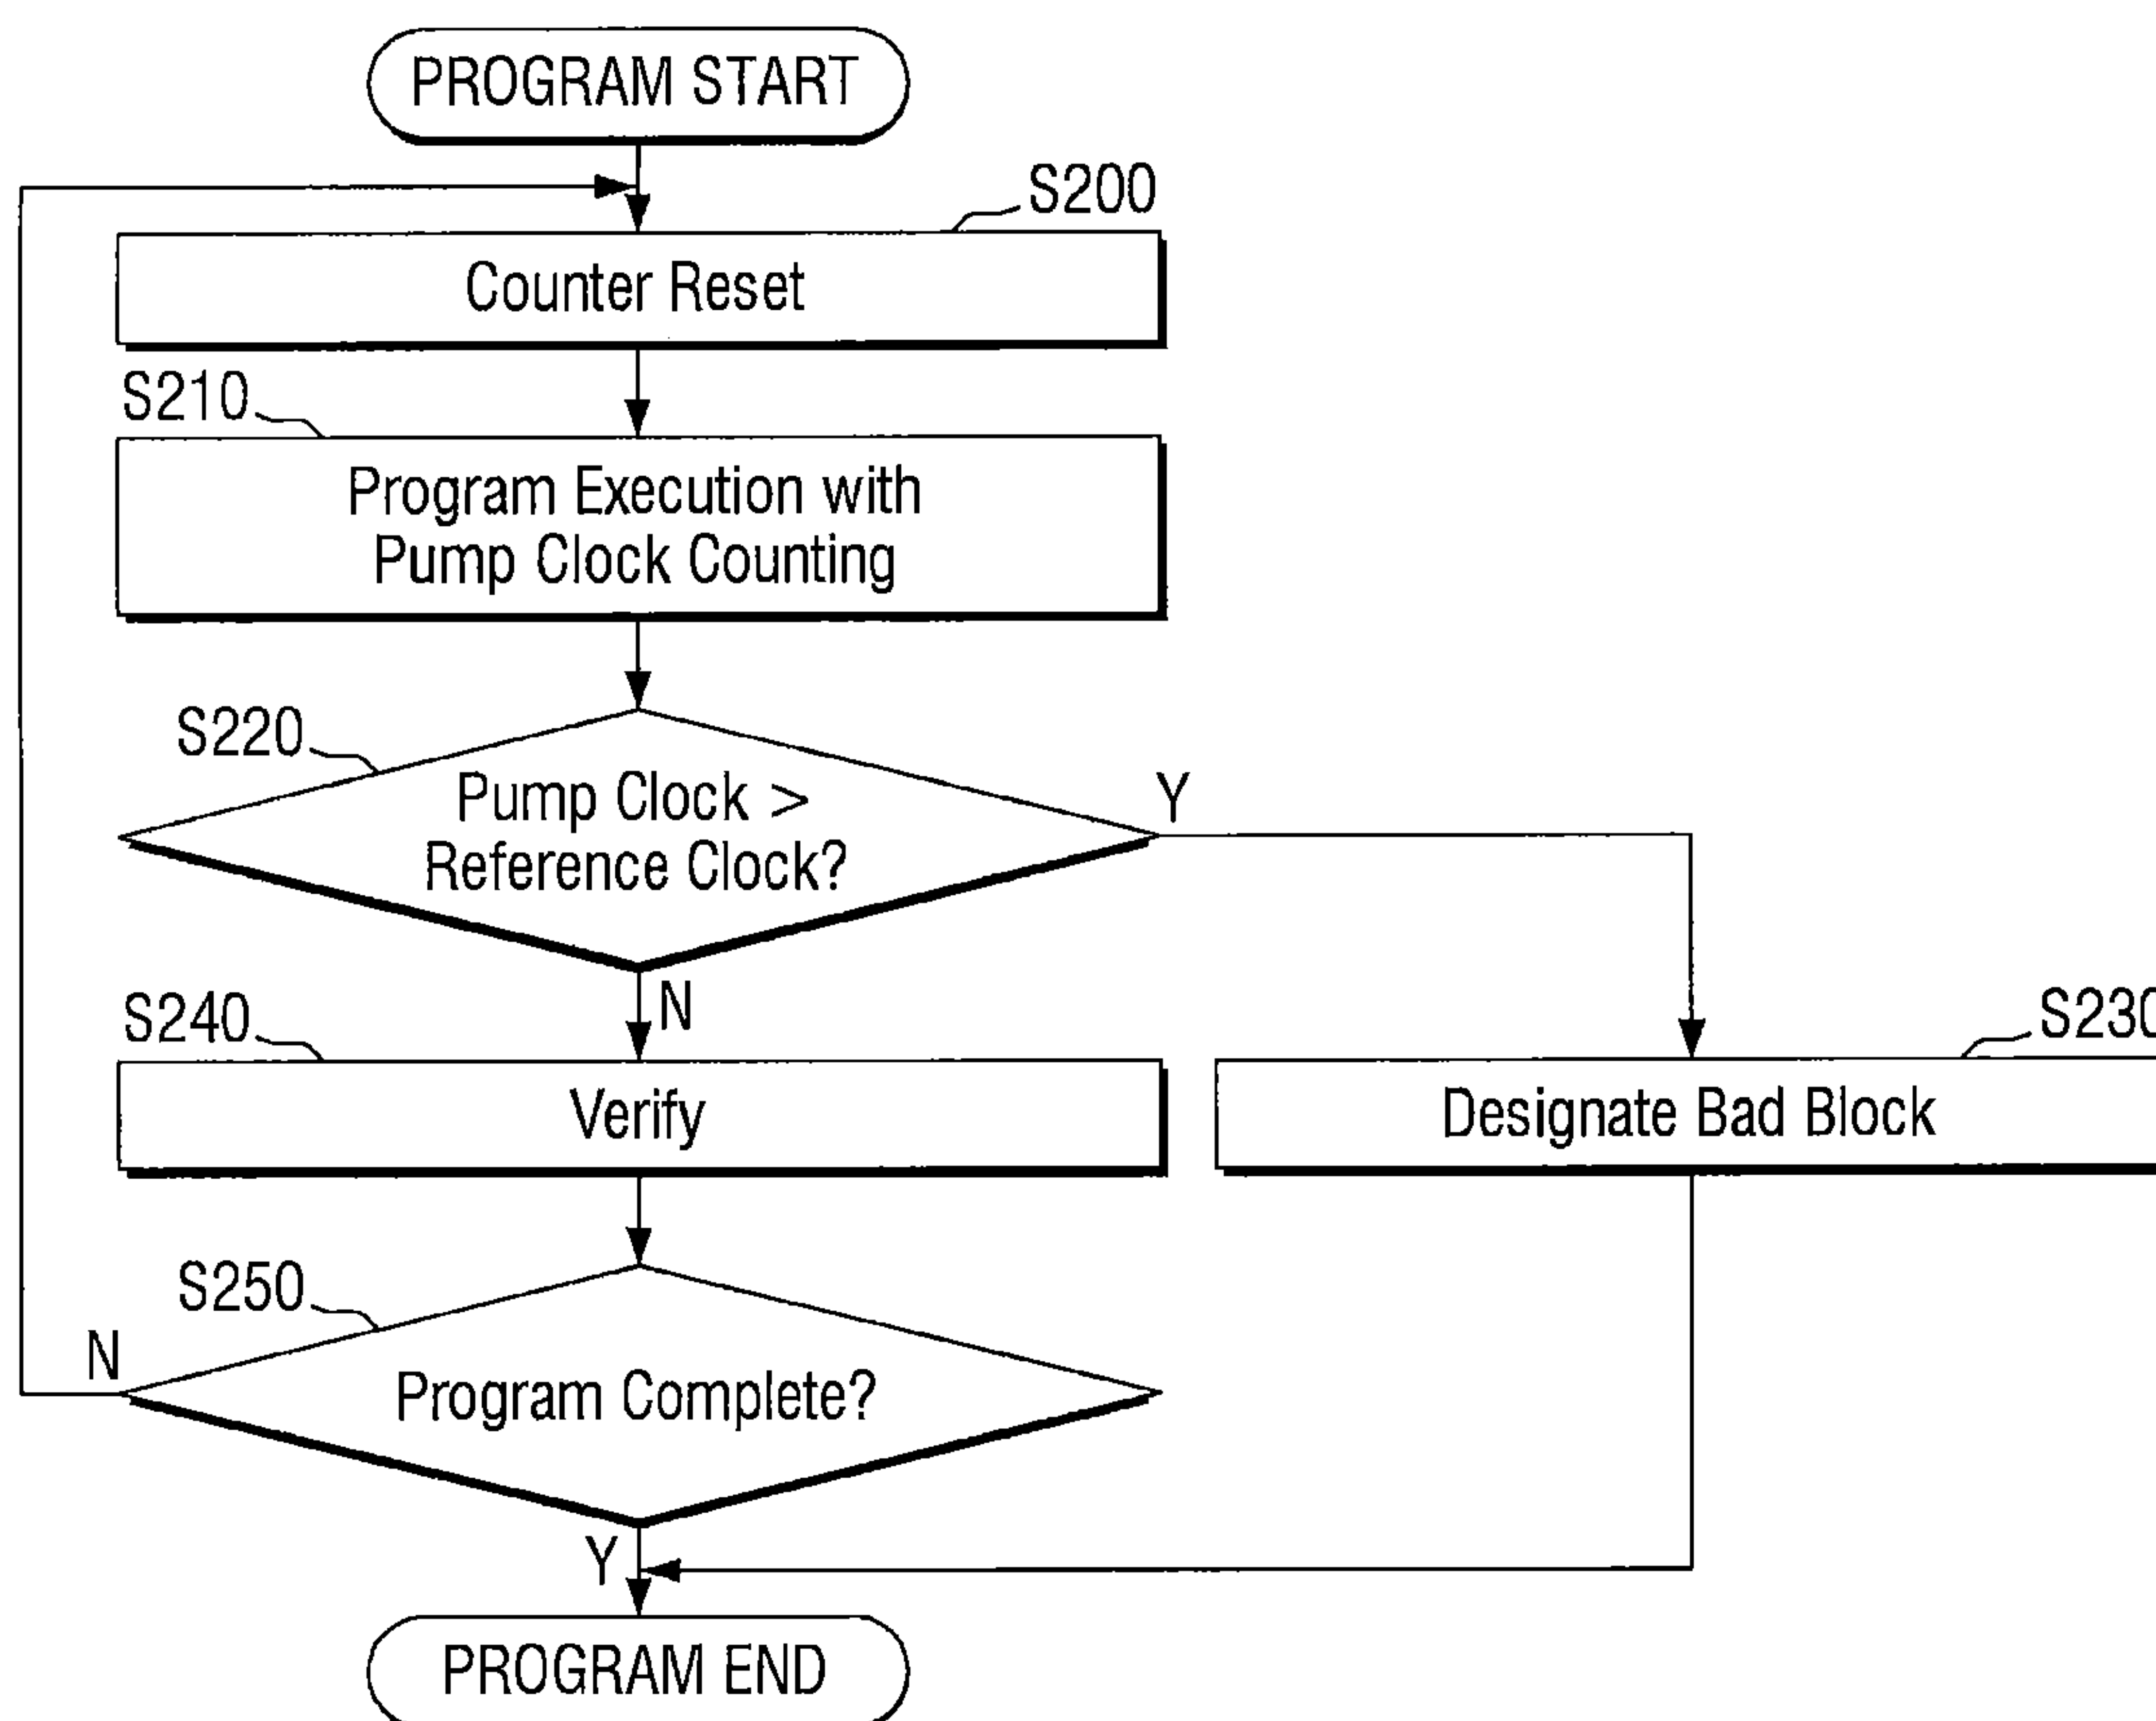 PROGRAM START
S200
Counter Reset
S210
Program Execution with
Pump Clock Counting
S220
Pump Clock >
Reference Clock?
Y
N
S240
S230
Verify
Designate Bad Block
S250
N
Program Complete?
Y
PROGRAM END